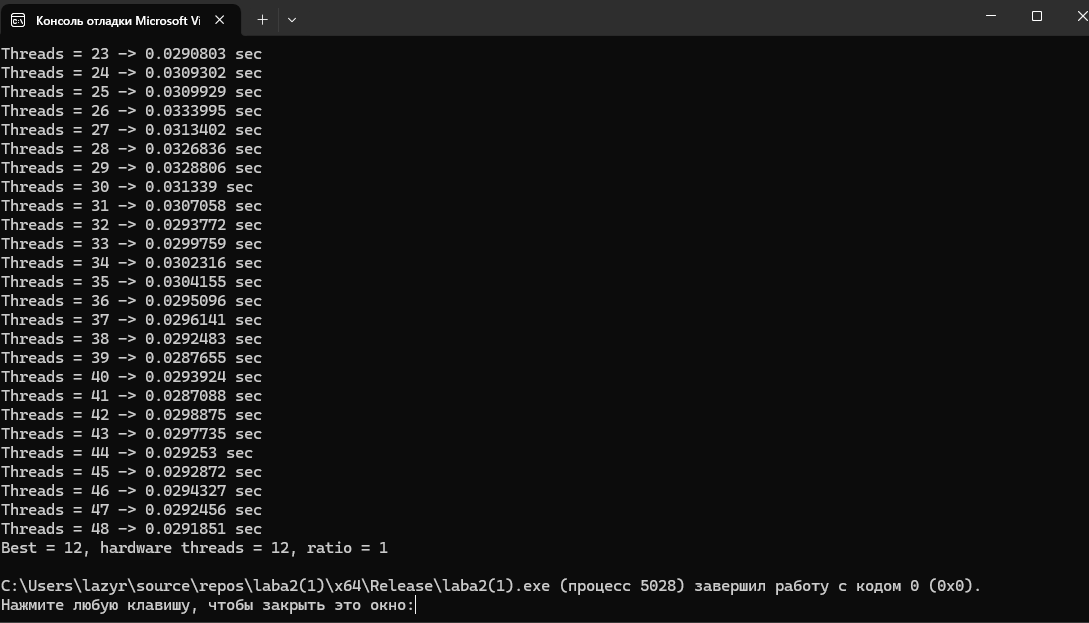 Консоль отладки Microsoft Vi
Threads = 23 -> 0.0290803 sec
Threads = 24 -> 0.0309302 sec
Threads = 25 -> 0.0309929 sec
Threads = 26 -> 0.0333995 sec
Threads = 27 -> 0.0313402 sec
Threads = 28 -> 0.0326836 sec
Threads = 29 -> 0.0328806 sec
Threads = 30 -> 0.031339 sec
Threads = 31 -> 0.0307058 sec
Threads = 32 -> 0.0293772 sec
Threads = 33 -> 0.0299759 sec
Threads = 34 -> 0.0302316 sec
Threads = 35 -> 0.0304155 sec
Threads = 36 -> 0.0295096 sec
Threads = 37 -> 0.0296141 sec
Threads = 38 -> 0.0292483 sec
Threads = 39 -> 0.0287655 sec
Threads = 40 -> 0.0293924 sec
Threads = 41 -> 0.0287088 sec
Threads = 42 -> 0.0298875 sec
Threads = 43 -> 0.0297735 sec
Threads = 44 -> 0.029253 sec
Threads = 45 -> 0.0292872 sec
Threads = 46 -> 0.0294327 sec
Threads = 47 -> 0.0292456 sec
Threads = 48 -> 0.0291851 sec
Best = 12, hardware threads = 12, ratio = 1
C:\Users\lazyr\source\repos\laba2(1)\x64\Release\laba2(1).exe (процесс 5028) завершил работу с кодом 0 (0x0).
Нажмите любую клавишу, чтобы закрыть это окно: